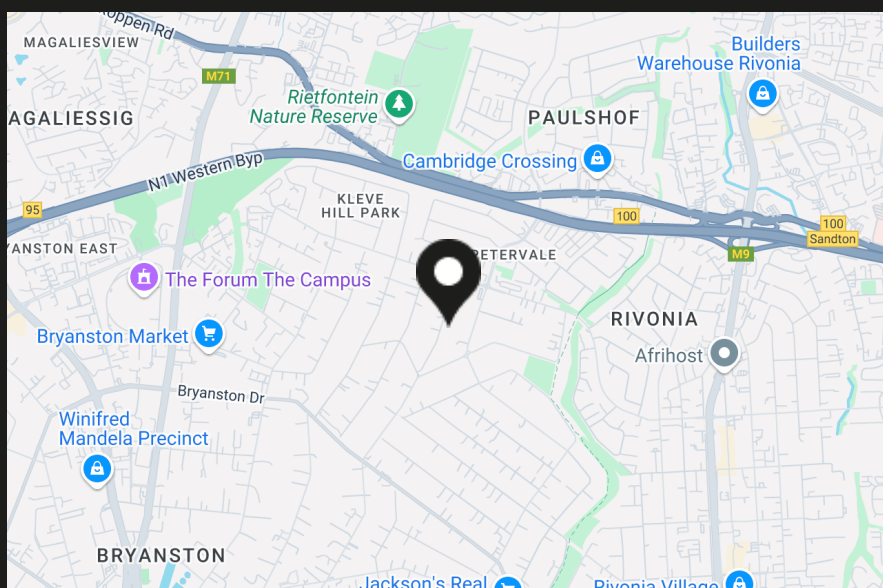 Koppen Rd
MAGALIESVIEW
Builders
Warehouse Rivonia
M71
Rietfontein
Nature Reserve
AGALIESSIG
PAULSHOF
Cambridge Crossing
N1 Western Byp
KLEVE
HILL PARK
95
100
100
Sandton
YANSTON EAST
M9
PETERVALE
The Forum The Campus
RIVONIA
Bryanston Market
Afrihost
Bryanston Dr
Winifred
Mandela Precinct
BRYANSTON
Jackson's Real
Rivonia Village